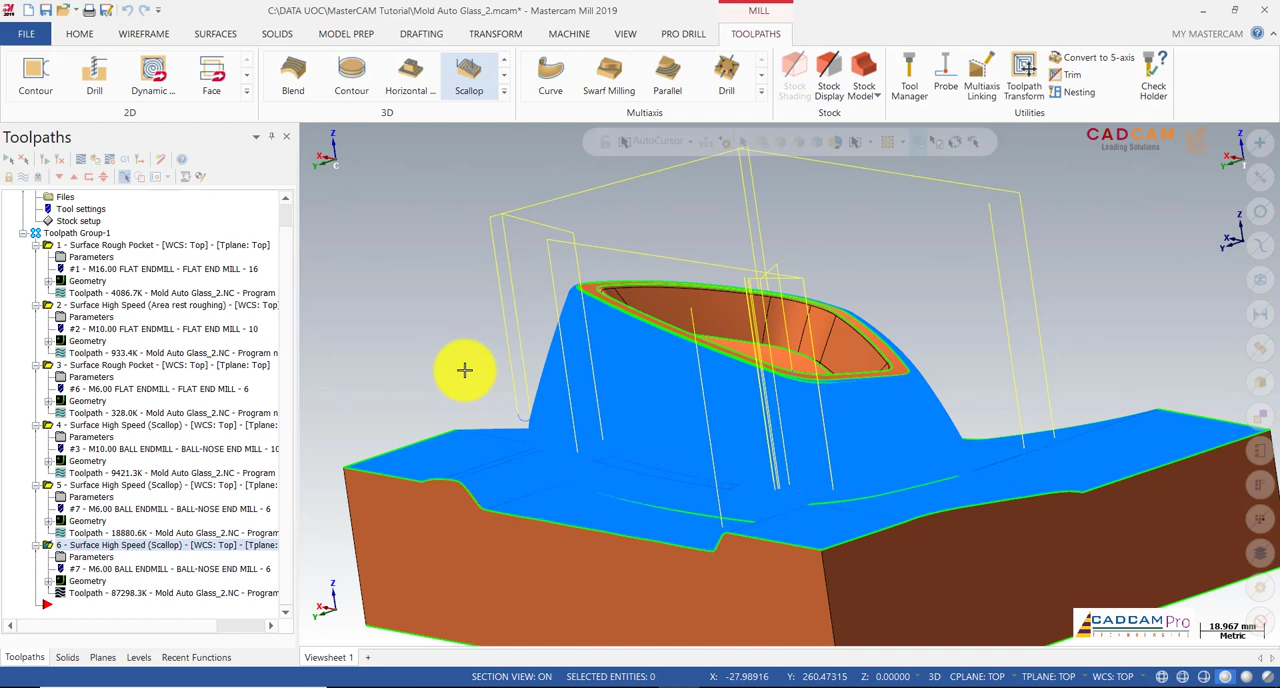 C:\DATA UOC\MasterCAM Tutorial\Mold Auto Glass_2.mcam* - Mastercam Mill 2019
MILL
FILE HOME WIREFRAME SURFACES SOLIDS MODEL PREP DRAFTING TRANSFORM MACHINE VIEW PRO DRILL TOOLPATHS MY MASTERCAM
Contour Drill Dynamic ... Face
2D
Blend Contour Horizontal ... Scallop
3D
Curve Swarf Milling Parallel Drill
Multiaxis
Stock Shading Stock Display Stock Model
Stock
Tool Manager Probe Multiaxis Linking Toolpath Transform
Convert to 5-axis
Trim
Nesting
Check Holder
Utilities
Toolpaths
G1
AutoCursor
CADCAM
Leading Solutions
Files
Tool settings
Stock setup
Toolpath Group-1
1 - Surface Rough Pocket - [WCS: Top] - [Tplane: Top]
Parameters
#1 - M16.00 FLAT ENDMILL - FLAT END MILL - 16
Geometry
Toolpath - 4086.7K - Mold Auto Glass_2.NC - Program
2 - Surface High Speed (Area rest roughing) - [WCS: Top]
Parameters
#2 - M10.00 FLAT ENDMILL - FLAT END MILL - 10
Geometry
Toolpath - 933.4K - Mold Auto Glass_2.NC - Program n
3 - Surface Rough Pocket - [WCS: Top] - [Tplane: Top]
Parameters
#6 - M6.00 FLAT ENDMILL - FLAT END MILL - 6
Geometry
Toolpath - 328.0K - Mold Auto Glass_2.NC - Program n
4 - Surface High Speed (Scallop) - [WCS: Top] - [Tplane:
Parameters
#3 - M10.00 BALL ENDMILL - BALL-NOSE END MILL - 10
Geometry
Toolpath - 9421.3K - Mold Auto Glass_2.NC - Program
5 - Surface High Speed (Scallop) - [WCS: Top] - [Tplane:
Parameters
#7 - M6.00 BALL ENDMILL - BALL-NOSE END MILL - 6
Geometry
Toolpath - 18880.6K - Mold Auto Glass_2.NC - Program
6 - Surface High Speed (Scallop) - [WCS: Top] - [Tplane:
Parameters
#7 - M6.00 BALL ENDMILL - BALL-NOSE END MILL - 6
Geometry
Toolpath - 87298.3K - Mold Auto Glass_2.NC - Program
Z
X
Y
C
Z
X
Y
T
Z
X
Y
Z
X
Y
CADCAMPro
18.967 mm
Metric
Toolpaths Solids Planes Levels Recent Functions
Viewsheet 1 +
SECTION VIEW: ON SELECTED ENTITIES: 0 X: -27.98916 Y: 260.47315 Z: 0.00000 3D CPLANE: TOP TPLANE: TOP WCS: TOP